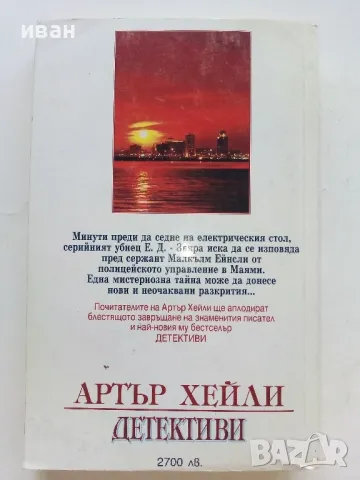 иван
Минути преди да седне на електрическия стол,
серийният убиец Е. Д. - Звяра иска да се изповяда
пред сержант Малкълм Ейнсли от
полицейското управление в Маями.
Една мистериозна тайна може да донесе
нови и неочаквани разкрития...
Почитателите на Артър Хейли ще аплодират
блестящото завръщане на знаменития писател
и най-новия му бестселър
ДЕТЕКТИВИ
АРТЪР ХЕЙЛИ
ДЕТЕКТИВИ
2700 лв.
BAZAR